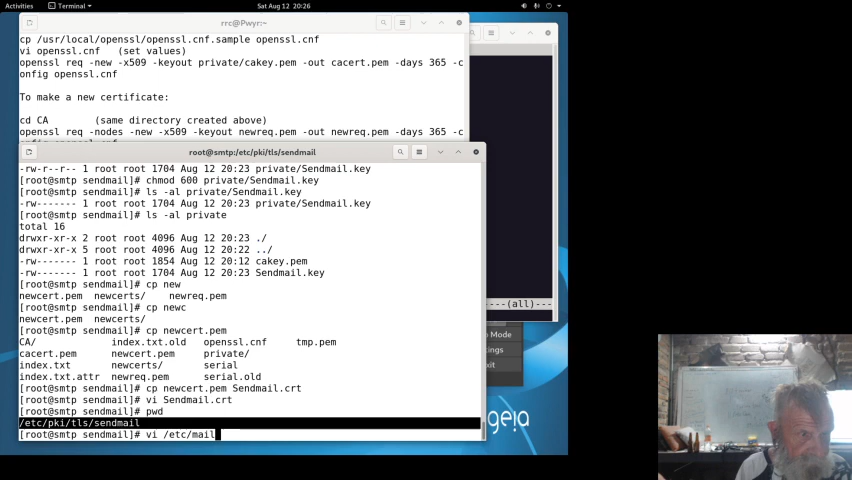 Activities Terminal Sat Aug 12 20:26
rrc@Pwyr:~
cp /usr/local/openssl/openssl.cnf.sample openssl.cnf
vi openssl.cnf (set values)
openssl req -new -x509 -keyout private/cakey.pem -out cacert.pem -days 365 -c
onfig openssl.cnf
To make a new certificate:
cd CA (same directory created above)
openssl req -nodes -new -x509 -keyout newreq.pem -out newreq.pem -days 365 -c
root@smtp:/etc/pki/tls/sendmail
-rw-r--r-- 1 root root 1704 Aug 12 20:23 private/Sendmail.key
[root@smtp sendmail]# chmod 600 private/Sendmail.key
[root@smtp sendmail]# ls -al private/Sendmail.key
-rw------- 1 root root 1704 Aug 12 20:23 private/Sendmail.key
[root@smtp sendmail]# ls -al private
total 16
drwxr-xr-x 2 root root 4096 Aug 12 20:23 ./
drwxr-xr-x 5 root root 4096 Aug 12 20:22 ../
-rw------- 1 root root 1854 Aug 12 20:12 cakey.pem
-rw------- 1 root root 1704 Aug 12 20:23 Sendmail.key
[root@smtp sendmail]# cp new
newcert.pem newcerts/ newreq.pem
[root@smtp sendmail]# cp newc
newcert.pem newcerts/
[root@smtp sendmail]# cp newcert.pem
CA/ index.txt.old openssl.cnf tmp.pem
cacert.pem newcert.pem private/
index.txt newcerts/ serial
index.txt.attr newreq.pem serial.old
[root@smtp sendmail]# cp newcert.pem Sendmail.crt
[root@smtp sendmail]# vi Sendmail.crt
[root@smtp sendmail]# pwd
/etc/pki/tls/sendmail
[root@smtp sendmail]# vi /etc/mail
----(all)---
Mode
geia